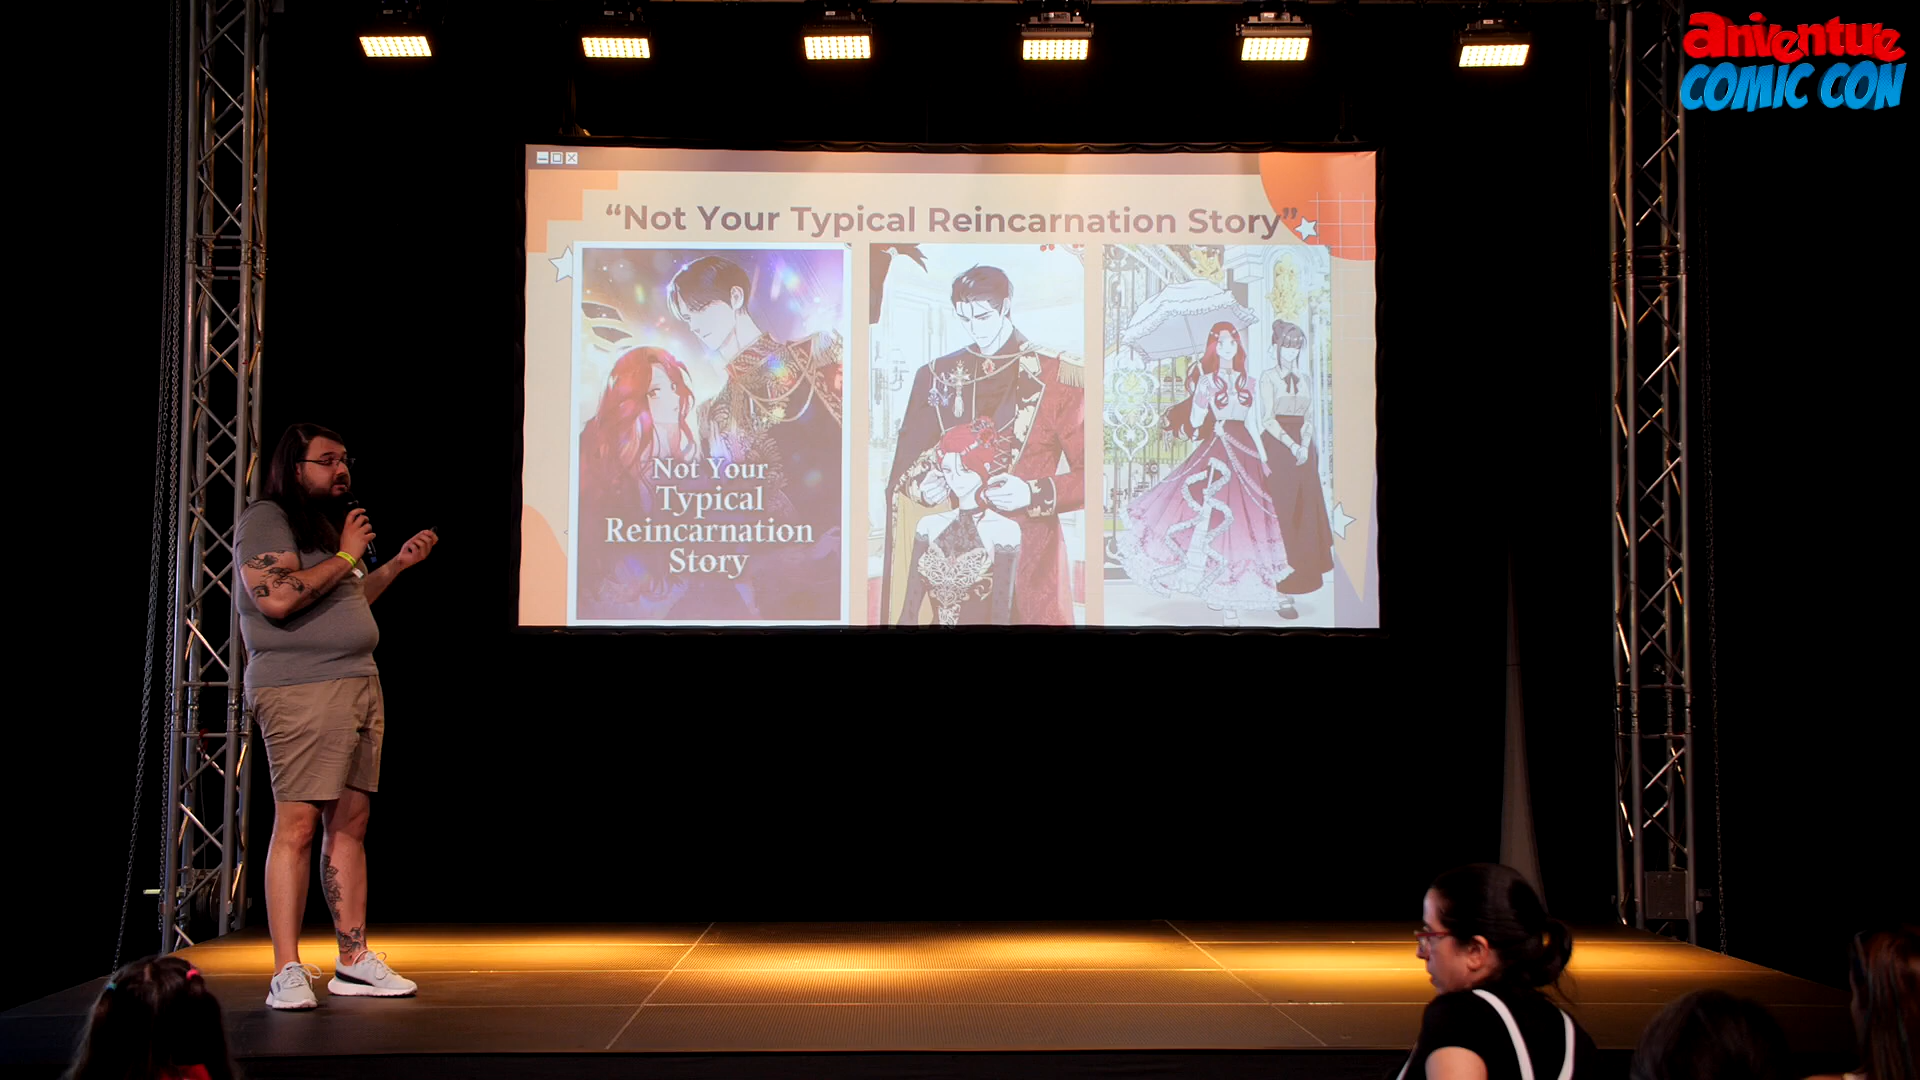 aniventure
COMIC CON
“Not Your Typical Reincarnation Story”
Not Your
Typical
Reincarnation
Story